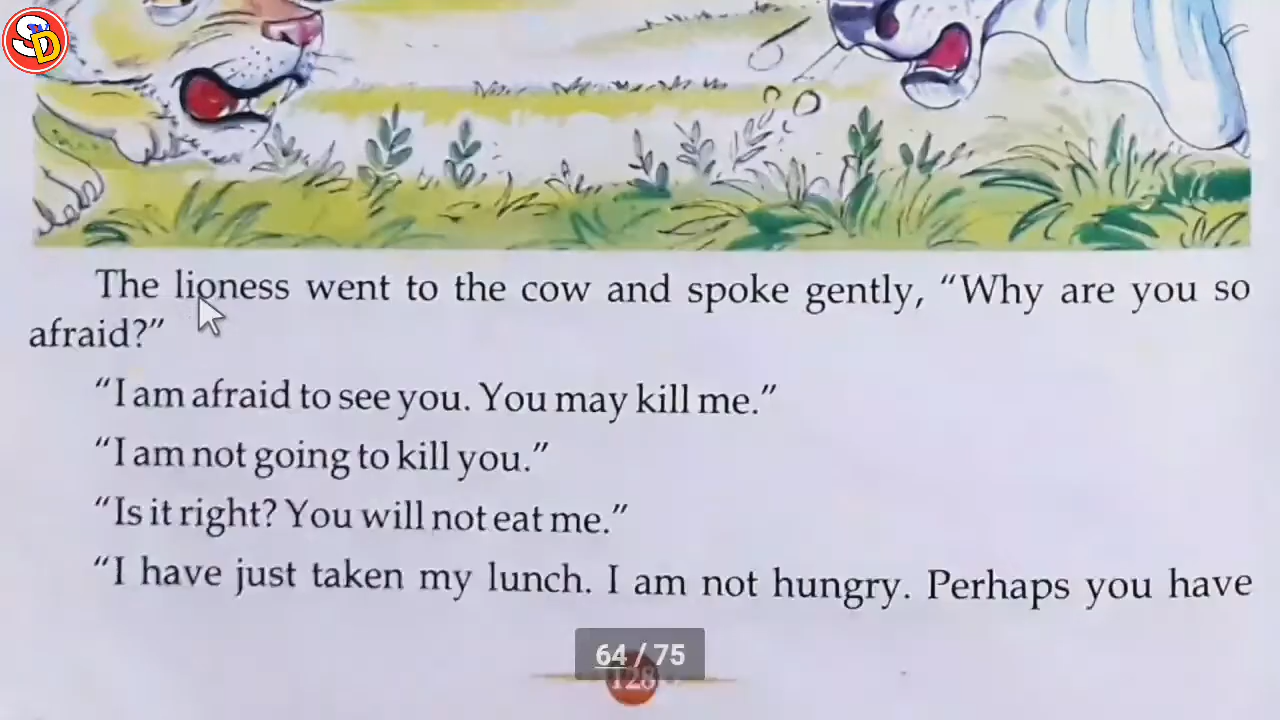 SD
The lioness went to the cow and spoke gently, “Why are you so
afraid?”
“I am afraid to see you. You may kill me.”
“I am not going to kill you.”
“Is it right? You will not eat me.”
“I have just taken my lunch. I am not hungry. Perhaps you have
64 / 75
128